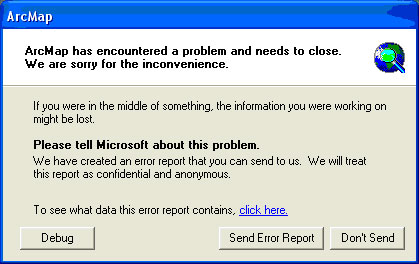 ArcMap
ArcMap has encountered a problem and needs to close.
We are sorry for the inconvenience.
If you were in the middle of something, the information you were working on
might be lost.
Please tell Microsoft about this problem.
We have created an error report that you can send to us. We will treat
this report as confidential and anonymous.
To see what data this error report contains, click here.
Debug
Send Error Report
Don't Send